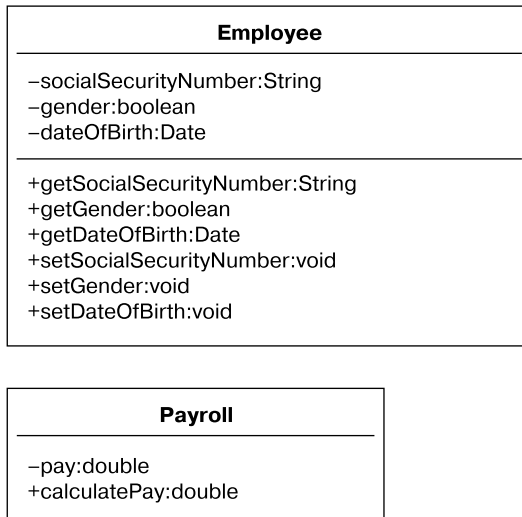 Employee
–socialSecurityNumber:String
–gender:boolean
–dateOfBirth:Date
+getSocialSecurityNumber:String
+getGender:boolean
+getDateOfBirth:Date
+setSocialSecurityNumber:void
+setGender:void
+setDateOfBirth:void
Payroll
–pay:double
+calculatePay:double